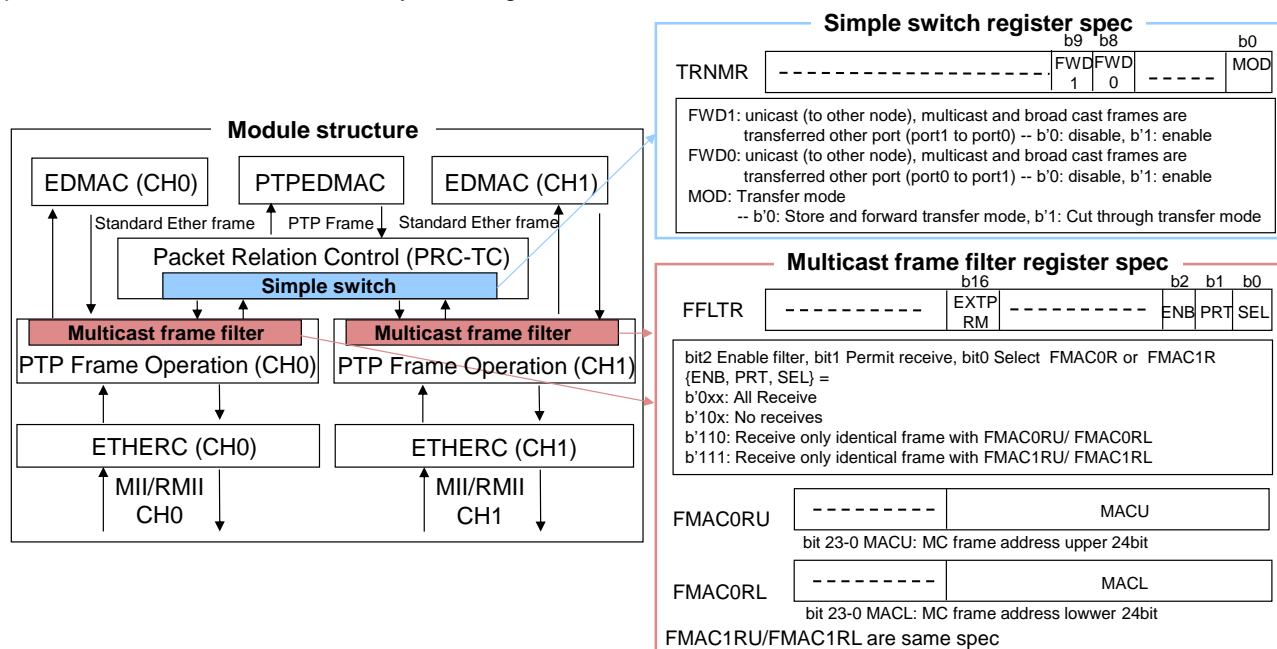 Module structure
EDMAC (CH0)
PTPEDMAC
EDMAC (CH1)
Standard Ether frame
PTP Frame
Standard Ether frame
Packet Relation Control (PRC-TC)
Simple switch
Multicast frame filter
Multicast frame filter
PTP Frame Operation (CH0)
PTP Frame Operation (CH1)
ETHERC (CH0)
ETHERC (CH1)
MII/RMII
CH0
MII/RMII
CH1
Simple switch register spec
b9 b8 b0
TRNMR
FWD
1
FWD
0
MOD
FWD1: unicast (to other node), multicast and broad cast frames are
transferred other port (port1 to port0) -- b'0: disable, b'1: enable
FWD0: unicast (to other node), multicast and broad cast frames are
transferred other port (port0 to port1) -- b'0: disable, b'1: enable
MOD: Transfer mode
-- b'0: Store and forward transfer mode, b'1: Cut through transfer mode
Multicast frame filter register spec
b16 b2 b1 b0
FFLTR
EXTP
RM
ENB PRT SEL
bit2 Enable filter, bit1 Permit receive, bit0 Select FMAC0R or FMAC1R
{ENB, PRT, SEL} =
b'0xx: All Receive
b'10x: No receives
b'110: Receive only identical frame with FMAC0RU/ FMAC0RL
b'111: Receive only identical frame with FMAC1RU/ FMAC1RL
FMAC0RU
MACU
bit 23-0 MACU: MC frame address upper 24bit
FMAC0RL
MACL
bit 23-0 MACL: MC frame address lowwer 24bit
FMAC1RU/FMAC1RL are same spec